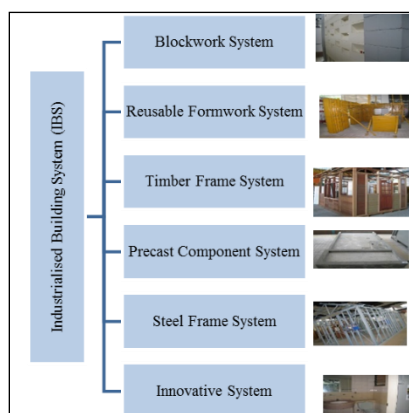 Industrialised Building System (IBS)
Blockwork System
Reusable Formwork System
Timber Frame System
Precast Component System
Steel Frame System
Innovative System